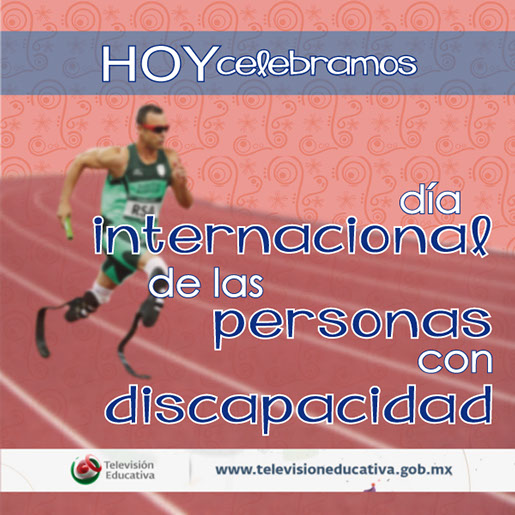 HOY celebramos
día
internacional
de las
personas
con
discapacidad
RSA
Televisión
Educativa
www.televisioneducativa.gob.mx